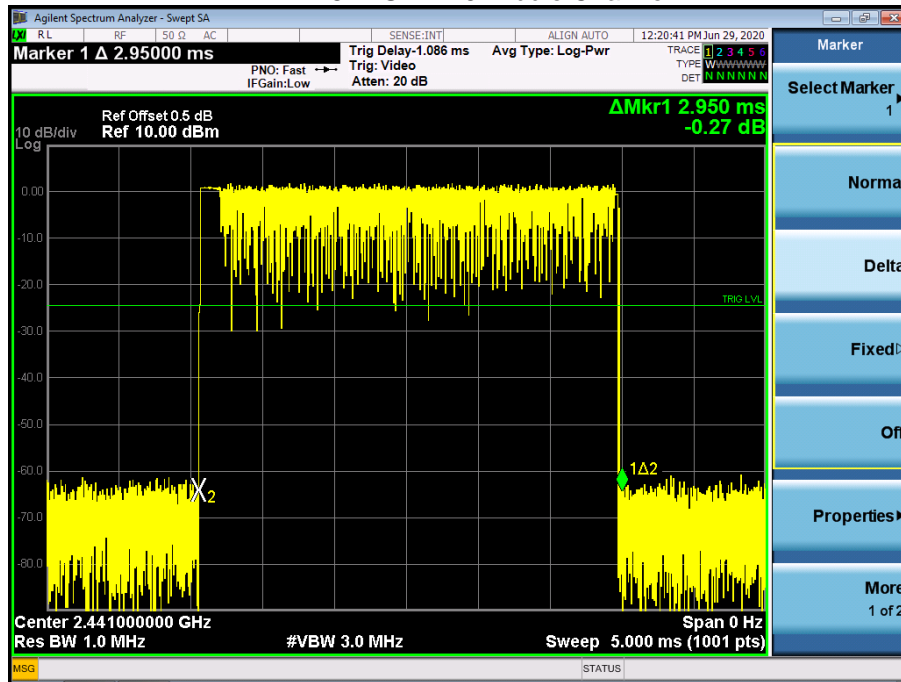 Agilent Spectrum Analyzer - Swept SA
LXI RL RF 50 Ω AC SENSE:INT ALIGN AUTO 12:20:41 PM Jun 29, 2020
Marker 1 Δ 2.95000 ms
PNO: Fast
IFGain:Low
Trig Delay-1.086 ms
Trig: Video
Atten: 20 dB
Avg Type: Log-Pwr
TRACE 1 2 3 4 5 6
TYPE WWWWWWW
DET N N N N N N
ΔMkr1 2.950 ms
-0.27 dB
Ref Offset 0.5 dB
10 dB/div Ref 10.00 dBm
Log
0.00
-10.0
-20.0
TRIG LVL
-30.0
-40.0
-50.0
-60.0
1Δ2
2
-70.0
-80.0
Center 2.441000000 GHz Span 0 Hz
Res BW 1.0 MHz #VBW 3.0 MHz Sweep 5.000 ms (1001 pts)
MSG STATUS
Marker
Select Marker
1
Norma
Delta
Fixed
Off
Properties
More
1 of 2